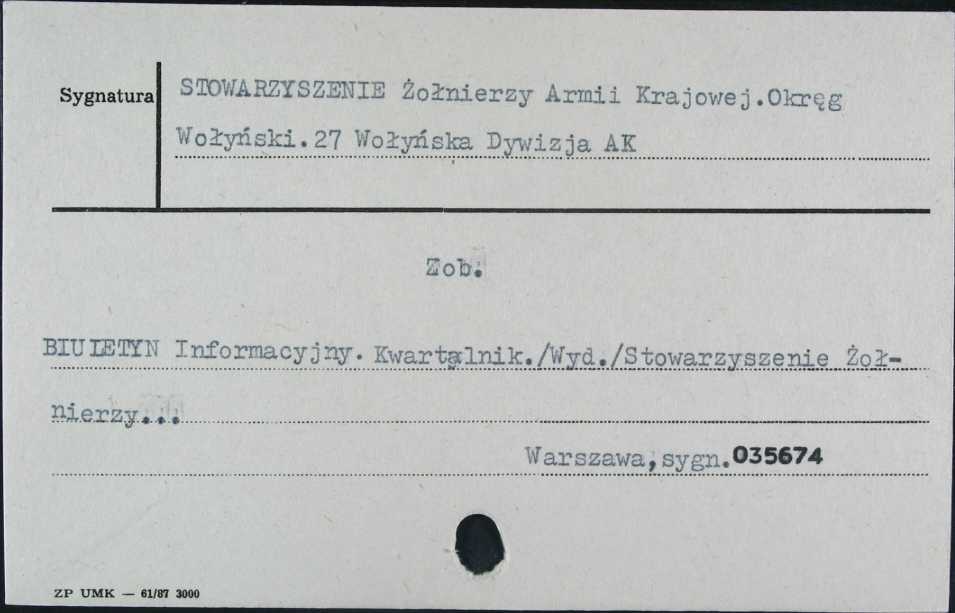 Sygnatura
STOWARZYSZENIE Żołnierzy Armii Krajowej.Okręg
Wołyński.27 Wołyńska Dywizja AK
Zob.
BIULETYN Informacyjny. Kwartalnik./Wyd./Stowarzyszenie Żoł-
nierzy...
Warszawa,sygn.035674
ZP UMK — 61/87 3000